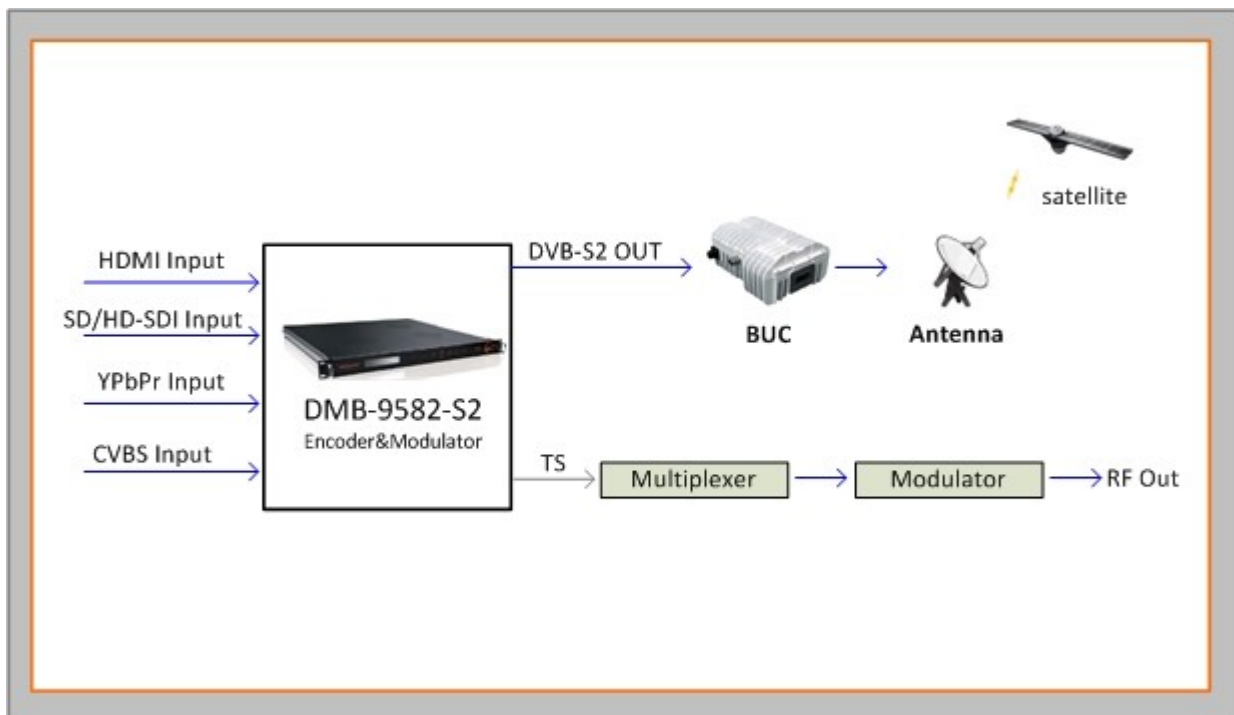 satellite
HDMI Input
DVB-S2 OUT
SD/HD-SDI Input
BUC
Antenna
YPbPr Input
DMB-9582-S2
Encoder&Modulator
CVBS Input
TS
Multiplexer
Modulator
RF Out